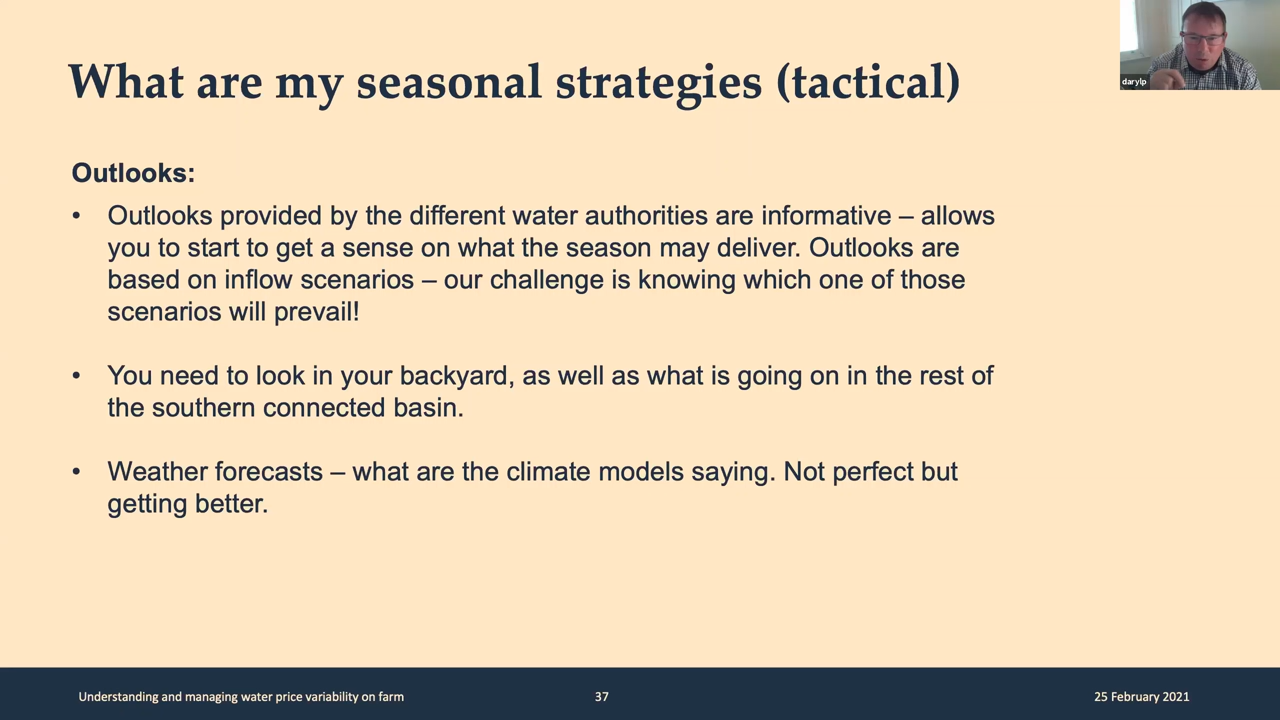 What are my seasonal strategies (tactical)
darylp
Outlooks:
• Outlooks provided by the different water authorities are informative – allows
you to start to get a sense on what the season may deliver. Outlooks are
based on inflow scenarios – our challenge is knowing which one of those
scenarios will prevail!
• You need to look in your backyard, as well as what is going on in the rest of
the southern connected basin.
• Weather forecasts – what are the climate models saying. Not perfect but
getting better.
Understanding and managing water price variability on farm
37
25 February 2021